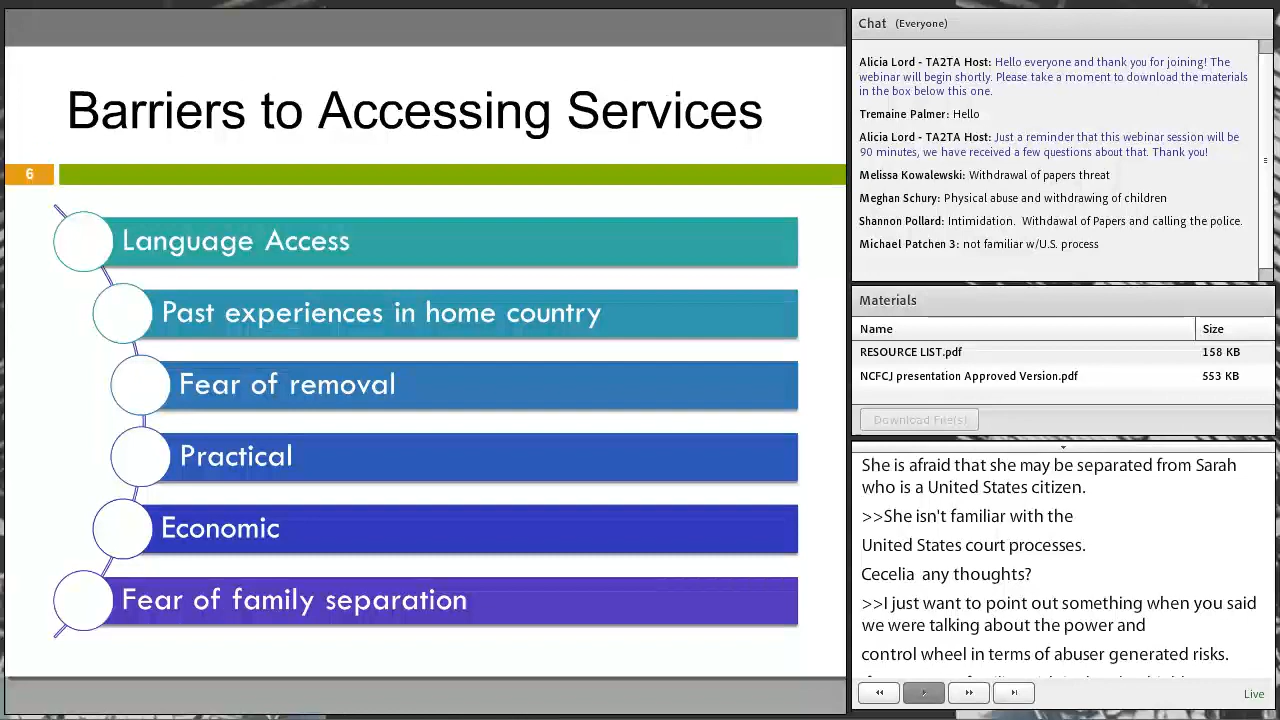 Barriers to Accessing Services
6
Language Access
Past experiences in home country
Fear of removal
Practical
Economic
Fear of family separation
Chat (Everyone)
Alicia Lord - TA2TA Host: Hello everyone and thank you for joining! The
webinar will begin shortly. Please take a moment to download the materials
in the box below this one.
Tremaine Palmer: Hello
Alicia Lord - TA2TA Host: Just a reminder that this webinar session will be
90 minutes, we have received a few questions about that. Thank you!
Melissa Kowalewski: Withdrawal of papers threat
Meghan Schury: Physical abuse and withdrawing of children
Shannon Pollard: Intimidation. Withdawal of Papers and calling the police.
Michael Patchen 3: not familiar w/U.S. process
Materials
Name Size
RESOURCE LIST.pdf 158 KB
NCFCJ presentation Approved Version.pdf 553 KB
Download File(s)
She is afraid that she may be separated from Sarah
who is a United States citizen.
>>She isn't familiar with the
United States court processes.
Cecelia any thoughts?
>>I just want to point out something when you said
we were talking about the power and
control wheel in terms of abuser generated risks.
Live